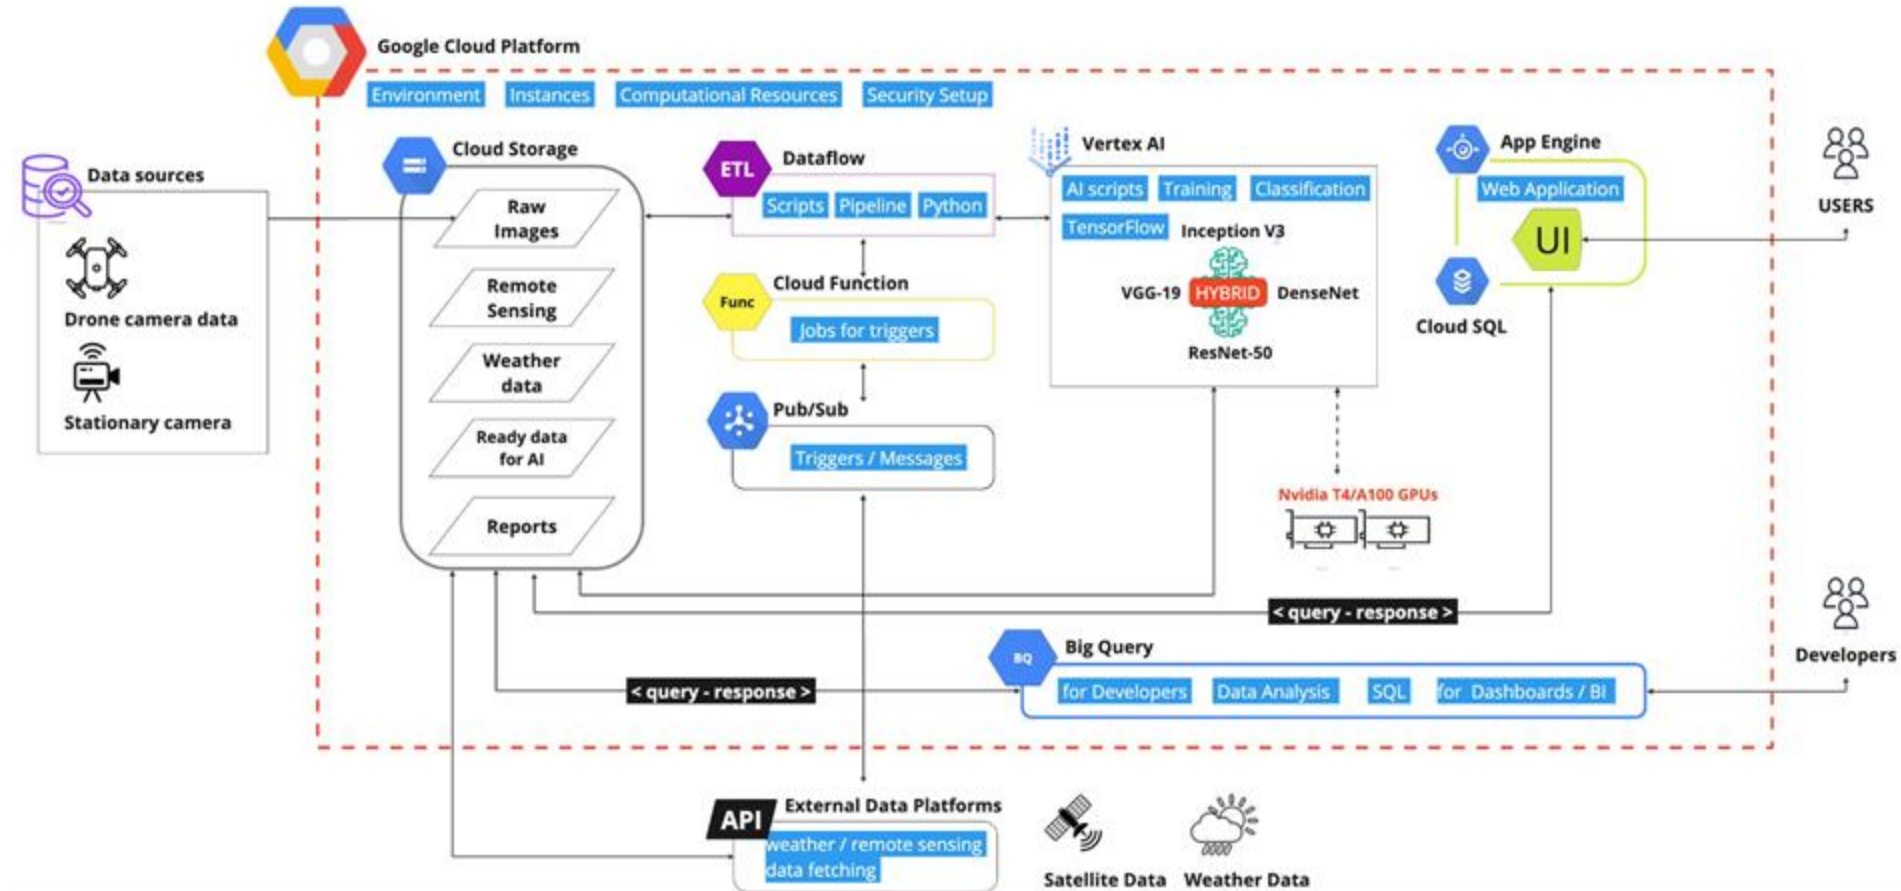 Google Cloud Platform
Environment Instances Computational Resources Security Setup
Data sources
Drone camera data
Stationary camera
Cloud Storage
Raw
Images
Remote
Sensing
Weather
data
Ready data
for AI
Reports
ETL
Dataflow
Scripts Pipeline Python
Func
Cloud Function
Jobs for triggers
Pub/Sub
Triggers / Messages
Vertex AI
AI scripts Training Classification
TensorFlow
Inception V3
VGG-19 HYBRID DenseNet
ResNet-50
Nvidia T4/A100 GPUs
App Engine
Web Application
UI
Cloud SQL
USERS
< query - response >
Developers
BQ
Big Query
for Developers Data Analysis SQL for Dashboards / BI
< query - response >
API
External Data Platforms
weather / remote sensing
data fetching
Satellite Data Weather Data